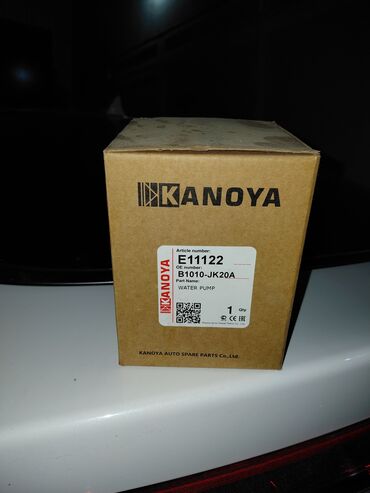 KANOYA
Article number:
E11122
OE number:
B1010-JK20A
Part Name:
WATER PUMP
KANOYA
1 Qty
KANOYA AUTO SPARE PARTS Co., Ltd.